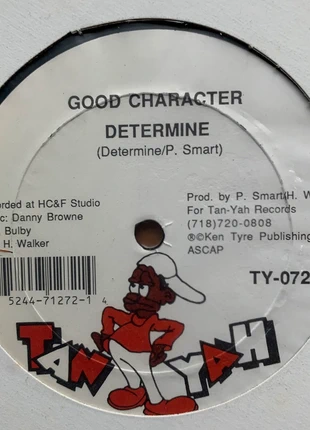 GOOD CHARACTER
DETERMINE
(Determine/P. Smart)
erded at HC&F Studio
c: Danny Browne
Bulby
H. Walker
Prod. by P. Smart/H. W
For Tan-Yah Records
(718)720-0808
®©Ken Tyre Publishing
ASCAP
5244-71272-1 4
TY-072
TAN YAH